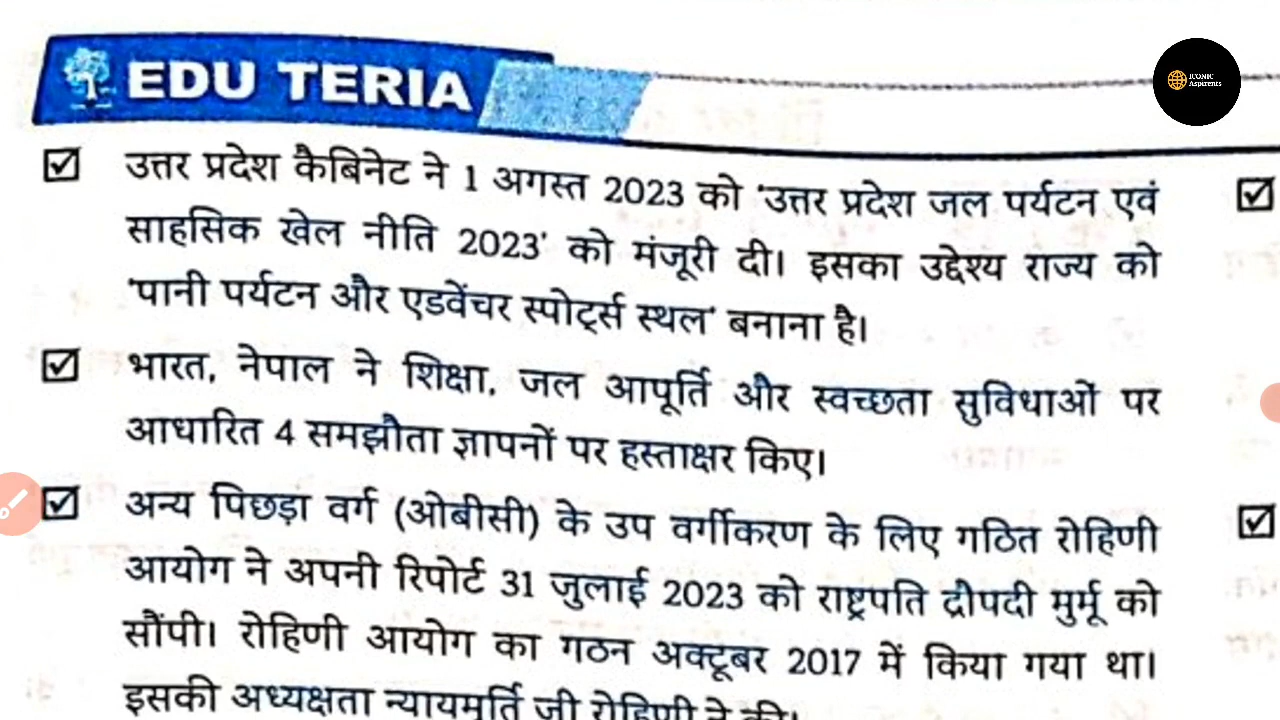 EDU TERIA
ICONIC
Aspirents
उत्तर प्रदेश कैबिनेट ने 1 अगस्त 2023 को 'उत्तर प्रदेश जल पर्यटन एवं
साहसिक खेल नीति 2023' को मंजूरी दी। इसका उद्देश्य राज्य को
'पानी पर्यटन और एडवेंचर स्पोर्ट्स स्थल' बनाना है।
भारत, नेपाल ने शिक्षा, जल आपूर्ति और स्वच्छता सुविधाओं पर
आधारित 4 समझौता ज्ञापनों पर हस्ताक्षर किए।
अन्य पिछड़ा वर्ग (ओबीसी) के उप वर्गीकरण के लिए गठित रोहिणी
आयोग ने अपनी रिपोर्ट 31 जुलाई 2023 को राष्ट्रपति द्रौपदी मुर्मू को
सौंपी। रोहिणी आयोग का गठन अक्टूबर 2017 में किया गया था।
इसकी अध्यक्षता न्यायमूर्ति जी रोहिणी ने की।